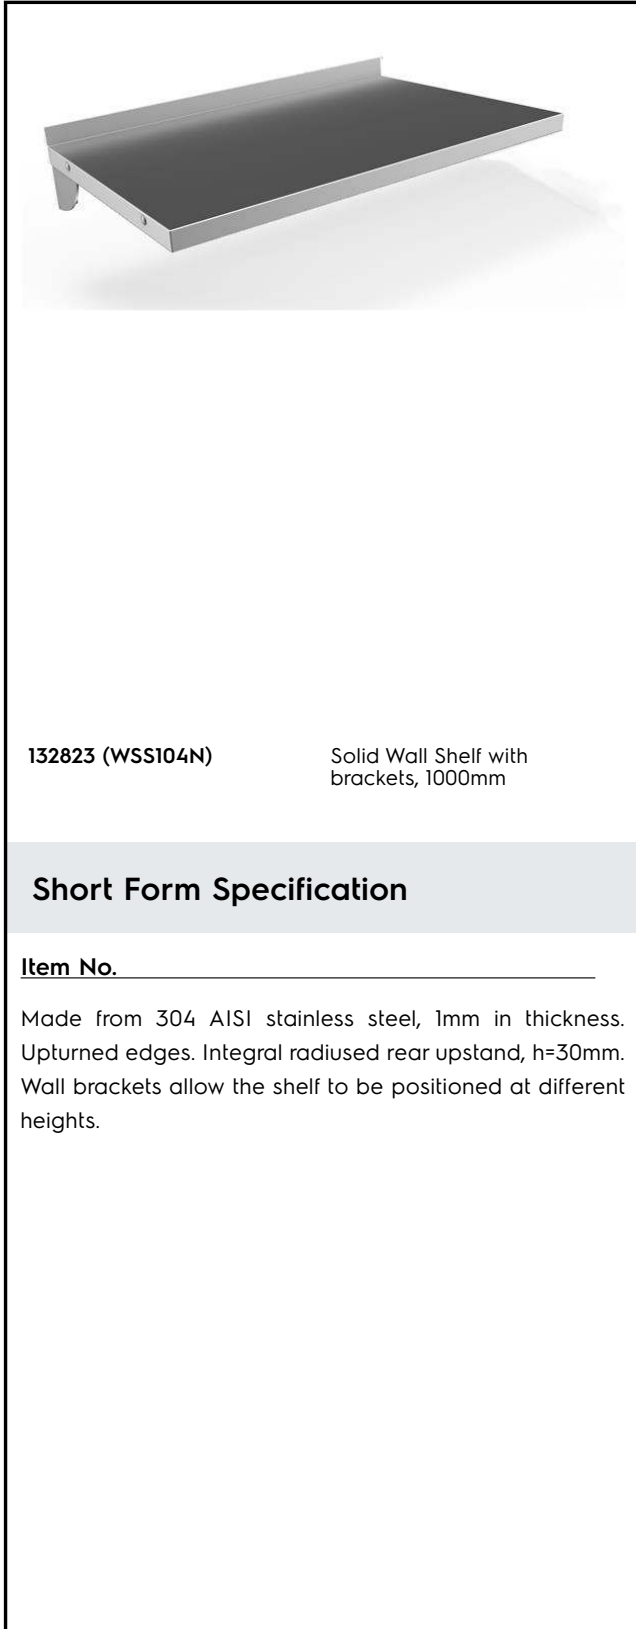 132823 (WSS104N)
Solid Wall Shelf with
brackets, 1000mm
Short Form Specification
Item No.
Made from 304 AISI stainless steel, 1mm in thickness.
Upturned edges. Integral radiused rear upstand, h=30mm.
Wall brackets allow the shelf to be positioned at different
heights.